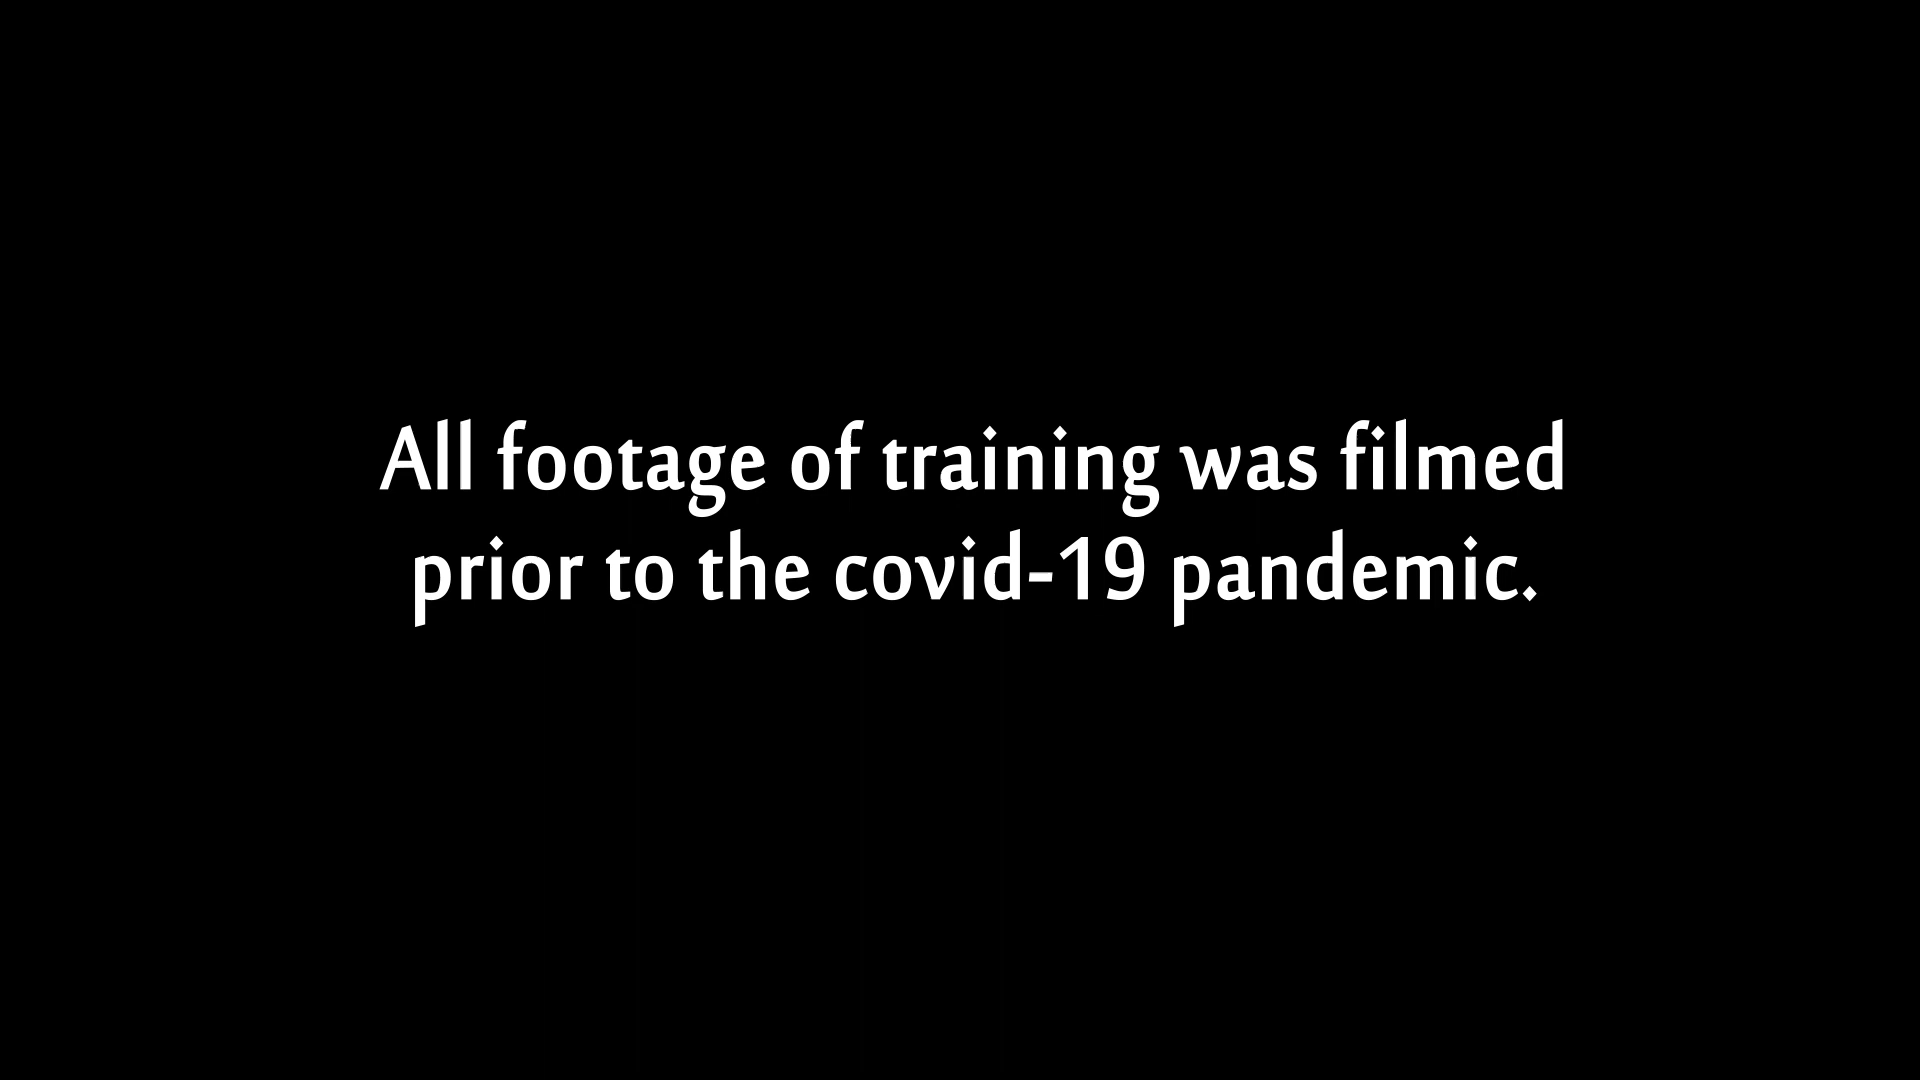 All footage of training was filmed
prior to the covid-19 pandemic.